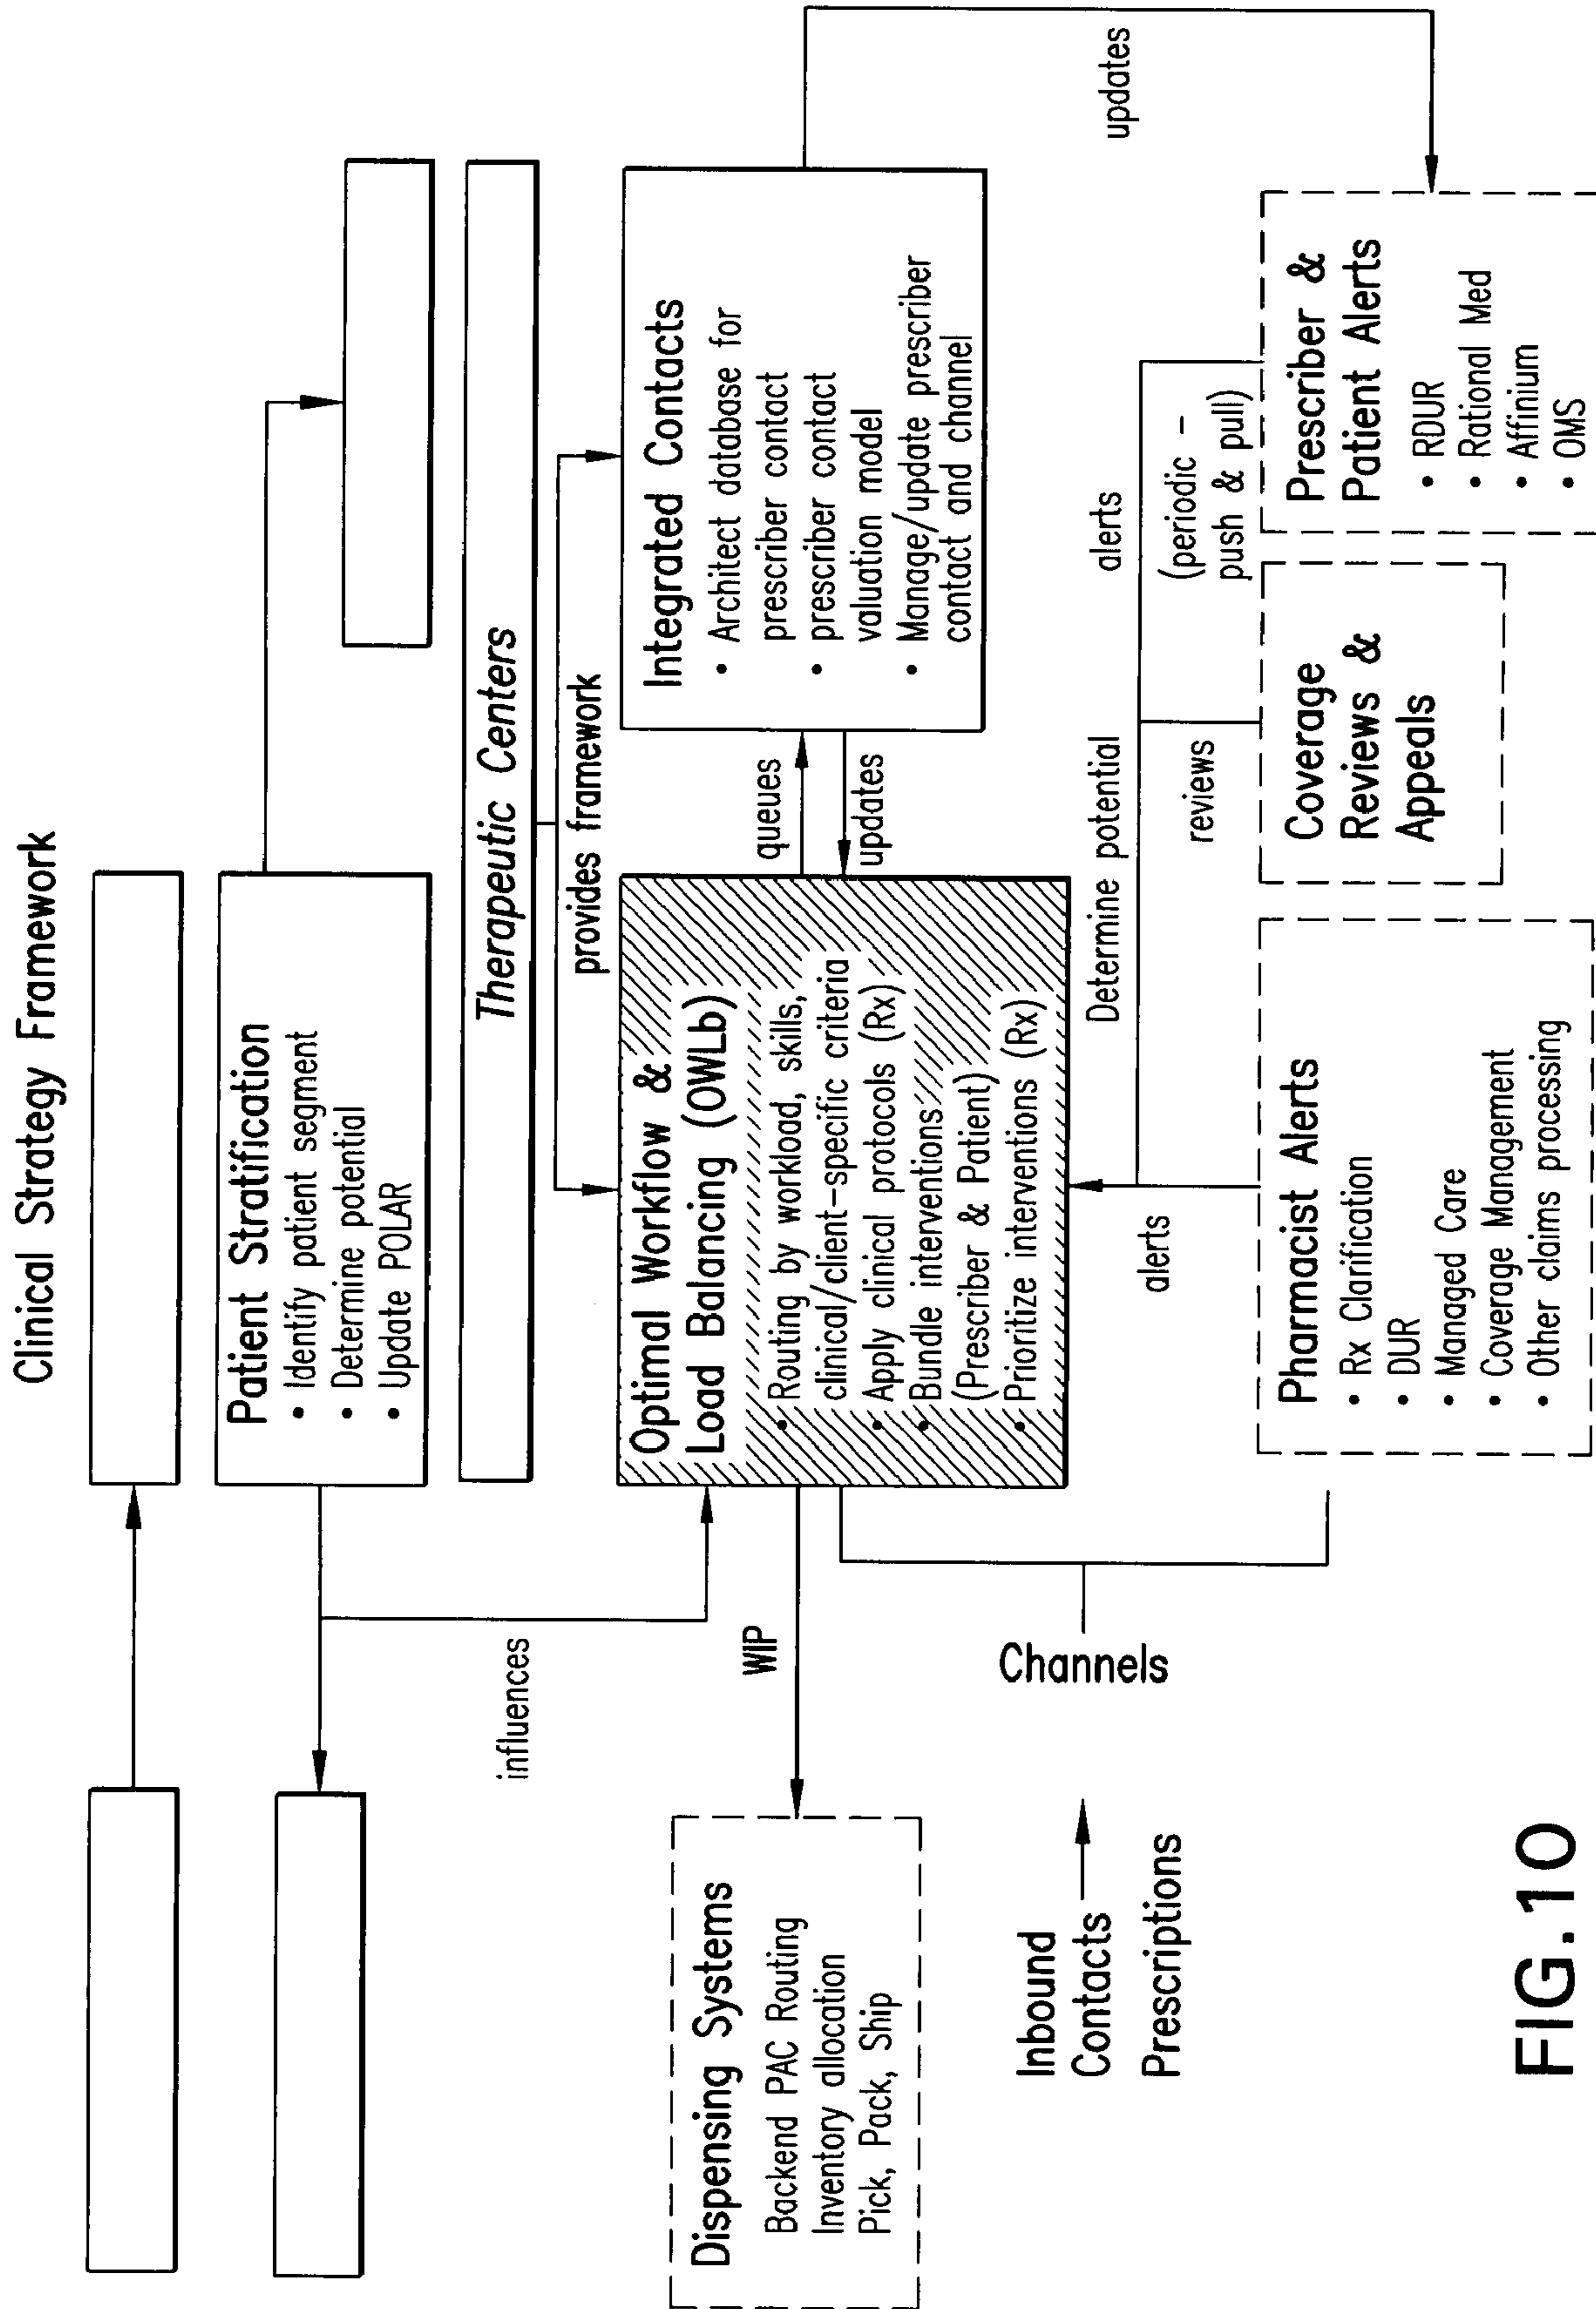 Clinical Strategy Framework
Patient Stratification
• Identify patient segment
• Determine potential
• Update POLAR
Therapeutic Centers
influences
provides framework
Dispensing Systems
Backend PAC Routing
Inventory allocation
Pick, Pack, Ship
WIP
Optimal Workflow &
Load Balancing (OWLb)
• Routing by workload, skills,
clinical/client-specific criteria
• Apply clinical protocols (Rx)
• Bundle interventions
(Prescriber & Patient)
• Prioritize interventions (Rx)
queues
updates
Integrated Contacts
• Architect database for
prescriber contact
• prescriber contact
valuation model
• Manage/update prescriber
contact and channel
updates
Inbound
Contacts
Prescriptions
Channels
alerts
Determine potential
reviews
alerts
(periodic -
push & pull)
Pharmacist Alerts
• Rx Clarification
• DUR
• Managed Care
• Coverage Management
• Other claims processing
Coverage
Reviews &
Appeals
Prescriber &
Patient Alerts
• RDUR
• Rational Med
• Affinium
• OMS
FIG.10